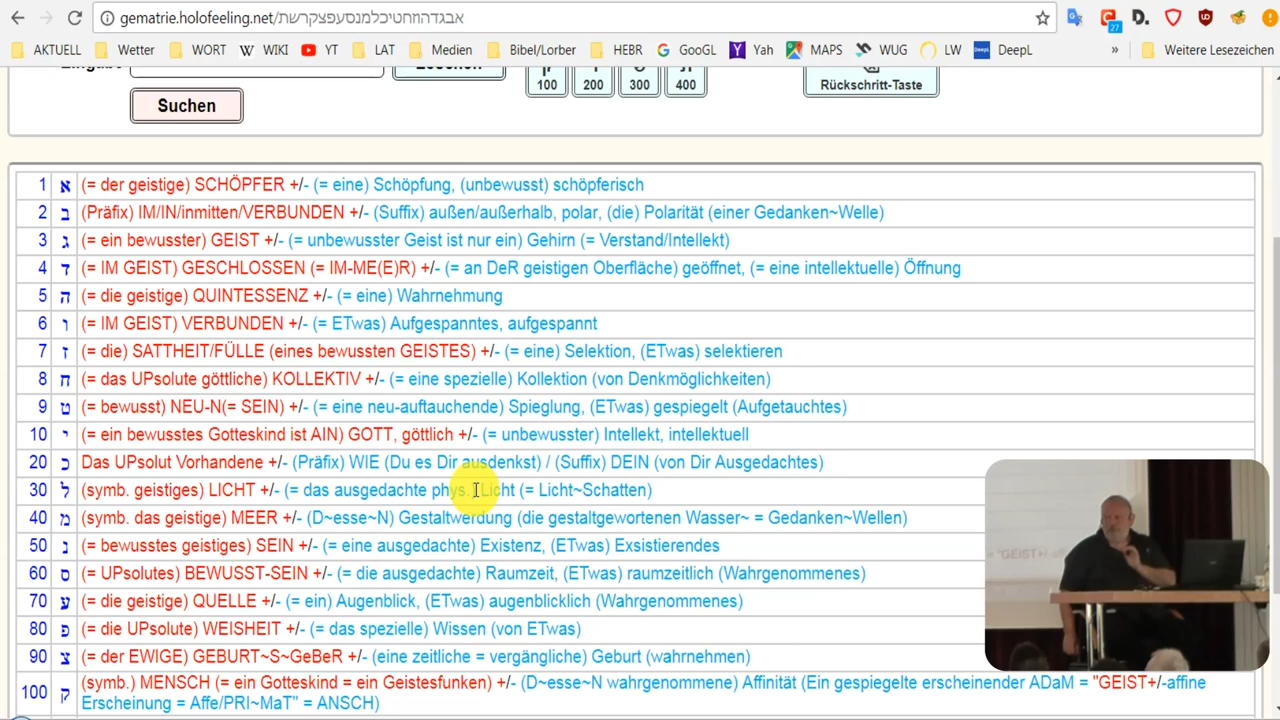 gematrie.holofeeling.net/אבגדהוזחטיכלמנסעפצקרשת
27
AKTUELL Wetter WORT WIKI YT LAT Medien Bibel/Lorber HEBR GooGL Yah MAPS WUG LW DeepL » Weitere Lesezeichen
100 200 300 400 Rückschritt-Taste
Suchen
1 א (= der geistige) SCHÖPFER +/- (= eine) Schöpfung, (unbewusst) schöpferisch
2 ב (Präfix) IM/IN/inmitten/VERBUNDEN +/- (Suffix) außen/außerhalb, polar, (die) Polarität (einer Gedanken~Welle)
3 ג (= ein bewusster) GEIST +/- (= unbewusster Geist ist nur ein) Gehirn (= Verstand/Intellekt)
4 ד (= IM GEIST) GESCHLOSSEN (= IM-ME(E)R) +/- (= an DeR geistigen Oberfläche) geöffnet, (= eine intellektuelle) Öffnung
5 ה (= die geistige) QUINTESSENZ +/- (= eine) Wahrnehmung
6 ו (= IM GEIST) VERBUNDEN +/- (= ETwas) Aufgespanntes, aufgespannt
7 ז (= die) SATTHEIT/FÜLLE (eines bewussten GEISTES) +/- (= eine) Selektion, (ETwas) selektieren
8 ח (= das UPsolute göttliche) KOLLEKTIV +/- (= eine spezielle) Kollektion (von Denkmöglichkeiten)
9 ט (= bewusst) NEU-N(= SEIN) +/- (= eine neu-auftauchende) Spieglung, (ETwas) gespiegelt (Aufgetauchtes)
10 י (= ein bewusstes Gotteskind ist AIN) GOTT, göttlich +/- (= unbewusster) Intellekt, intellektuell
20 כ Das UPsolut Vorhandene +/- (Präfix) WIE (Du es Dir ausdenkst) / (Suffix) DEIN (von Dir Ausgedachtes)
30 ל (symb. geistiges) LICHT +/- (= das ausgedachte phys.) Licht (= Licht~Schatten)
40 מ (symb. das geistige) MEER +/- (D~esse~N) Gestaltwerdung (die gestaltgewortenen Wasser~ = Gedanken~Wellen)
50 נ (= bewusstes geistiges) SEIN +/- (= eine ausgedachte) Existenz, (ETwas) Exsistierendes
60 ס (= UPsolutes) BEWUSST-SEIN +/- (= die ausgedachte) Raumzeit, (ETwas) raumzeitlich (Wahrgenommenes)
70 ע (= die geistige) QUELLE +/- (= ein) Augenblick, (ETwas) augenblicklich (Wahrgenommenes)
80 פ (= die UPsolute) WEISHEIT +/- (= das spezielle) Wissen (von ETwas)
90 צ (= der EWIGE) GEBURT~S~GeBeR +/- (eine zeitliche = vergängliche) Geburt (wahrnehmen)
100 ק (symb.) MENSCH (= ein Gotteskind = ein Geistesfunken) +/- (D~esse~N wahrgenommene) Affinität (Ein gespiegelte erscheinender ADaM = "GEIST+/-affine
Erscheinung = Affe/PRI~MaT" = ANSCH)